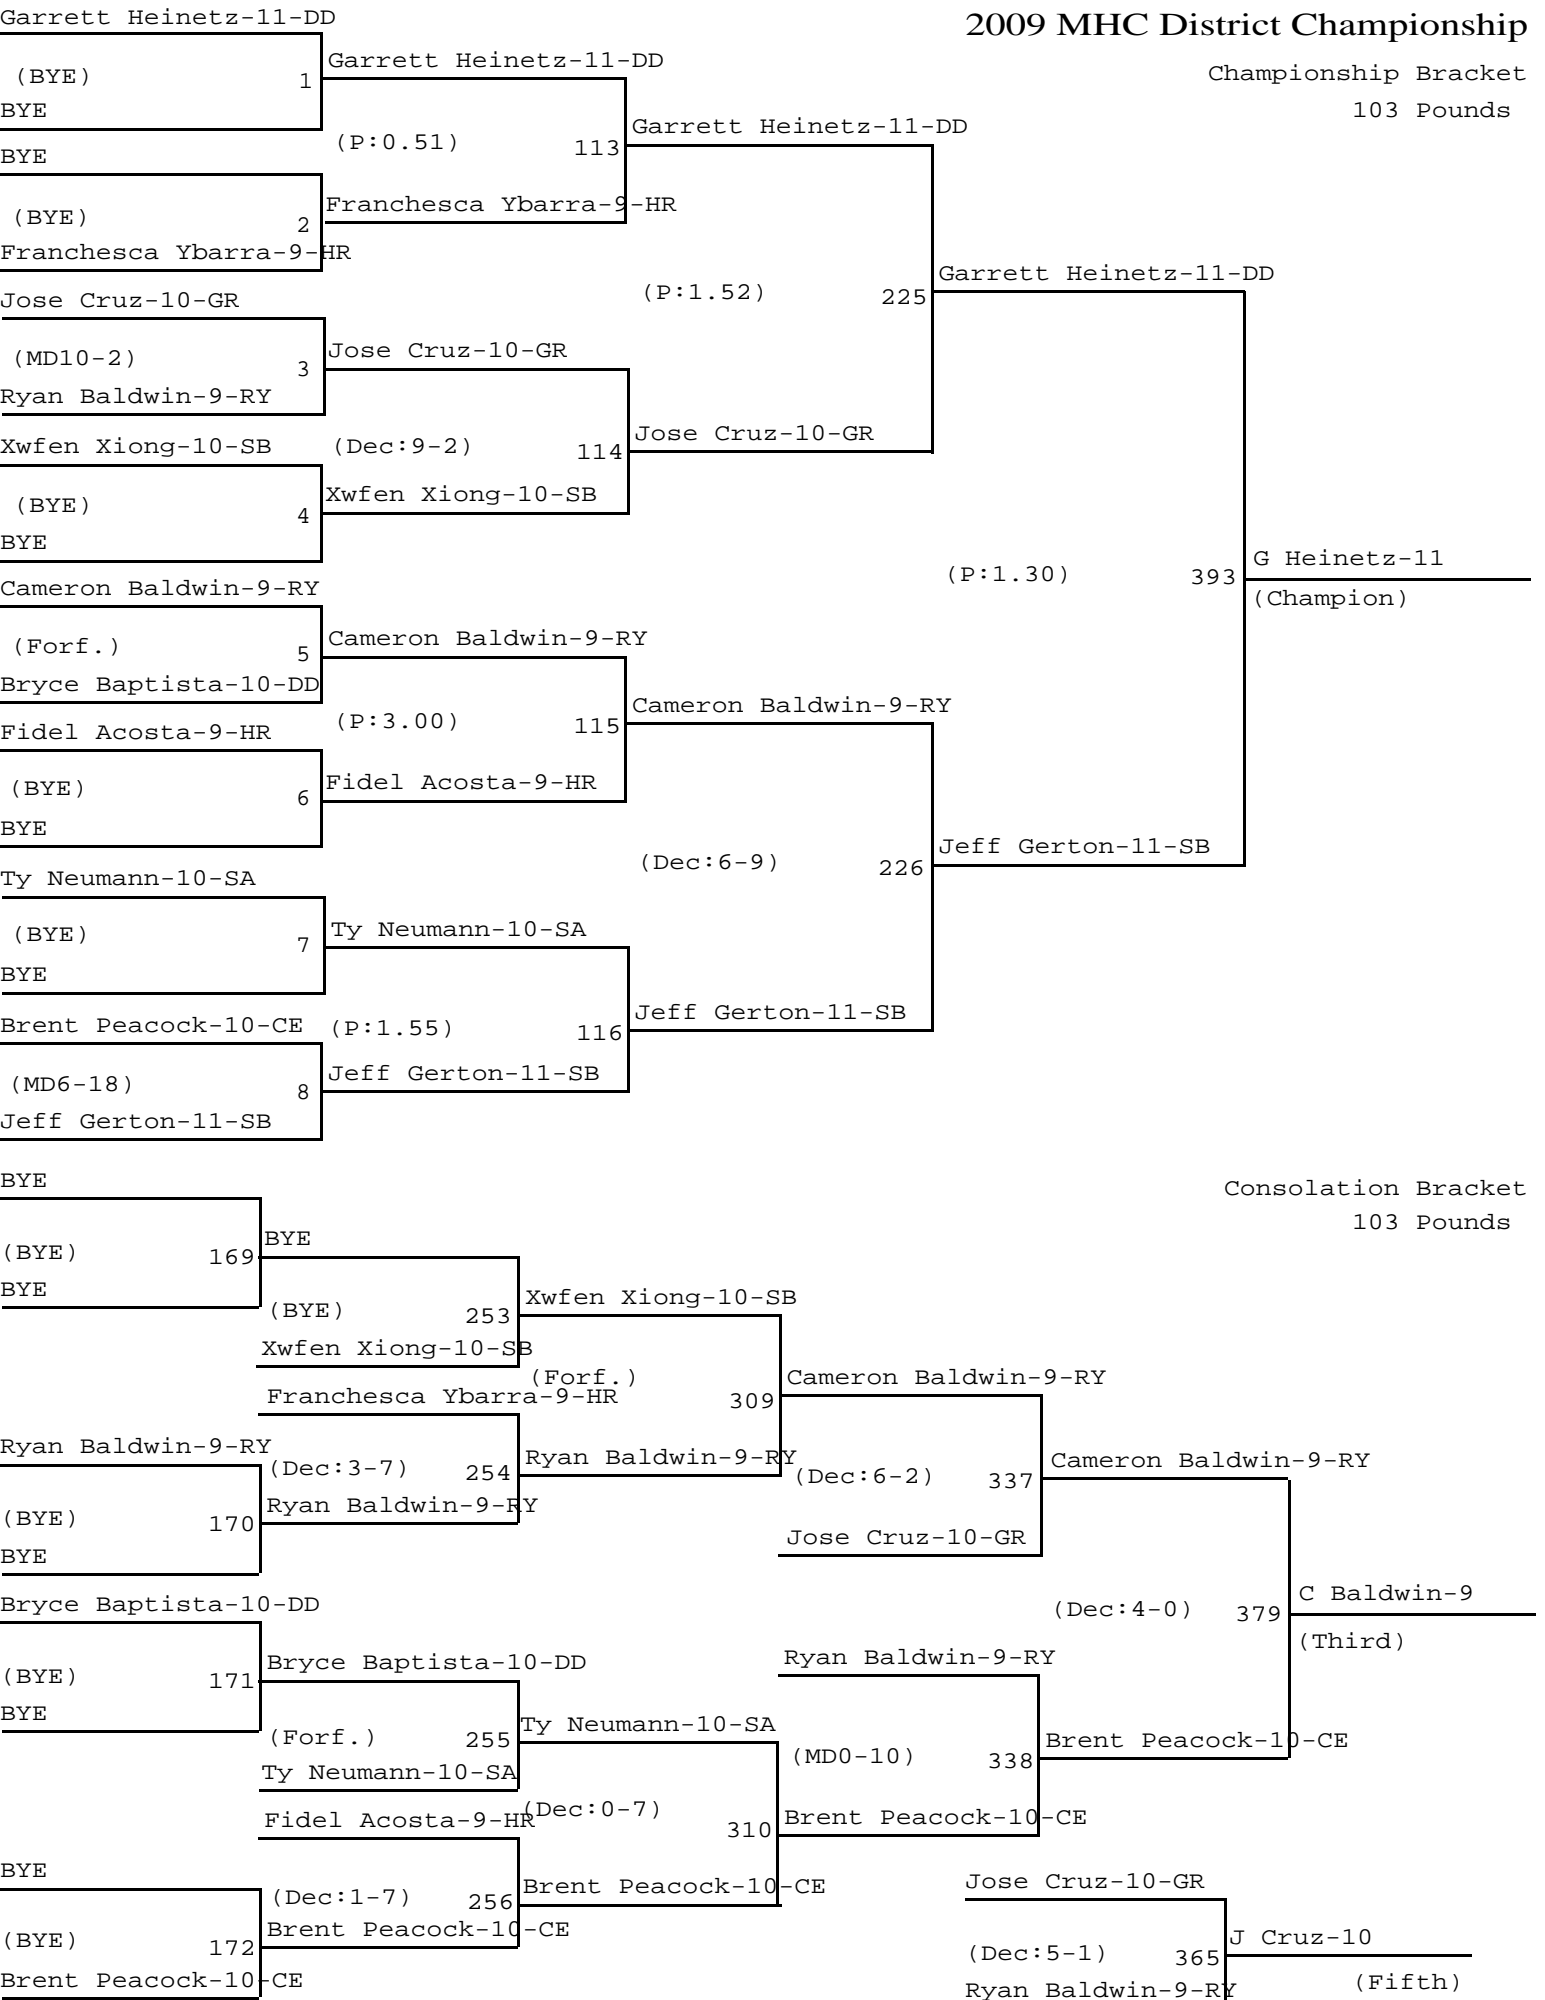 Garrett Heinetz-11-DD
2009 MHC District Championship
Championship Bracket
103 Pounds
(BYE) 1
BYE
Garrett Heinetz-11-DD
(P:0.51) 113
Garrett Heinetz-11-DD
BYE
(BYE) 2
Franchesca Ybarra-9-HR
Franchesca Ybarra-9-HR
Jose Cruz-10-GR
(P:1.52) 225
Garrett Heinetz-11-DD
(MD10-2) 3
Jose Cruz-10-GR
Ryan Baldwin-9-RY
Xwfen Xiong-10-SB
(Dec:9-2) 114
Jose Cruz-10-GR
(BYE) 4
Xwfen Xiong-10-SB
BYE
(P:1.30) 393
G Heinetz-11
(Champion)
Cameron Baldwin-9-RY
(Forf.) 5
Cameron Baldwin-9-RY
Bryce Baptista-10-DD
Fidel Acosta-9-HR
(P:3.00) 115
Cameron Baldwin-9-RY
(BYE) 6
Fidel Acosta-9-HR
BYE
(Dec:6-9) 226
Jeff Gerton-11-SB
Ty Neumann-10-SA
(BYE) 7
Ty Neumann-10-SA
BYE
Brent Peacock-10-CE
(P:1.55) 116
Jeff Gerton-11-SB
(MD6-18) 8
Jeff Gerton-11-SB
Jeff Gerton-11-SB
Consolation Bracket
103 Pounds
BYE
(BYE) 169
BYE
BYE
(BYE) 253
Xwfen Xiong-10-SB
Xwfen Xiong-10-SB
(Forf.) 309
Cameron Baldwin-9-RY
Franchesca Ybarra-9-HR
Ryan Baldwin-9-RY
(Dec:3-7) 254
Ryan Baldwin-9-RY
Ryan Baldwin-9-RY
(BYE) 170
BYE
(Dec:6-2) 337
Cameron Baldwin-9-RY
Jose Cruz-10-GR
Bryce Baptista-10-DD
(Dec:4-0) 379
C Baldwin-9
(Third)
(BYE) 171
BYE
Bryce Baptista-10-DD
(Forf.) 255
Ty Neumann-10-SA
Ty Neumann-10-SA
Ryan Baldwin-9-RY
(MD0-10) 338
Brent Peacock-10-CE
Fidel Acosta-9-HR
(Dec:0-7) 310
Brent Peacock-10-CE
BYE
(Dec:1-7) 256
Brent Peacock-10-CE
Brent Peacock-10-CE
(BYE) 172
Brent Peacock-10-CE
Jose Cruz-10-GR
(Dec:5-1) 365
J Cruz-10
(Fifth)
Ryan Baldwin-9-RY